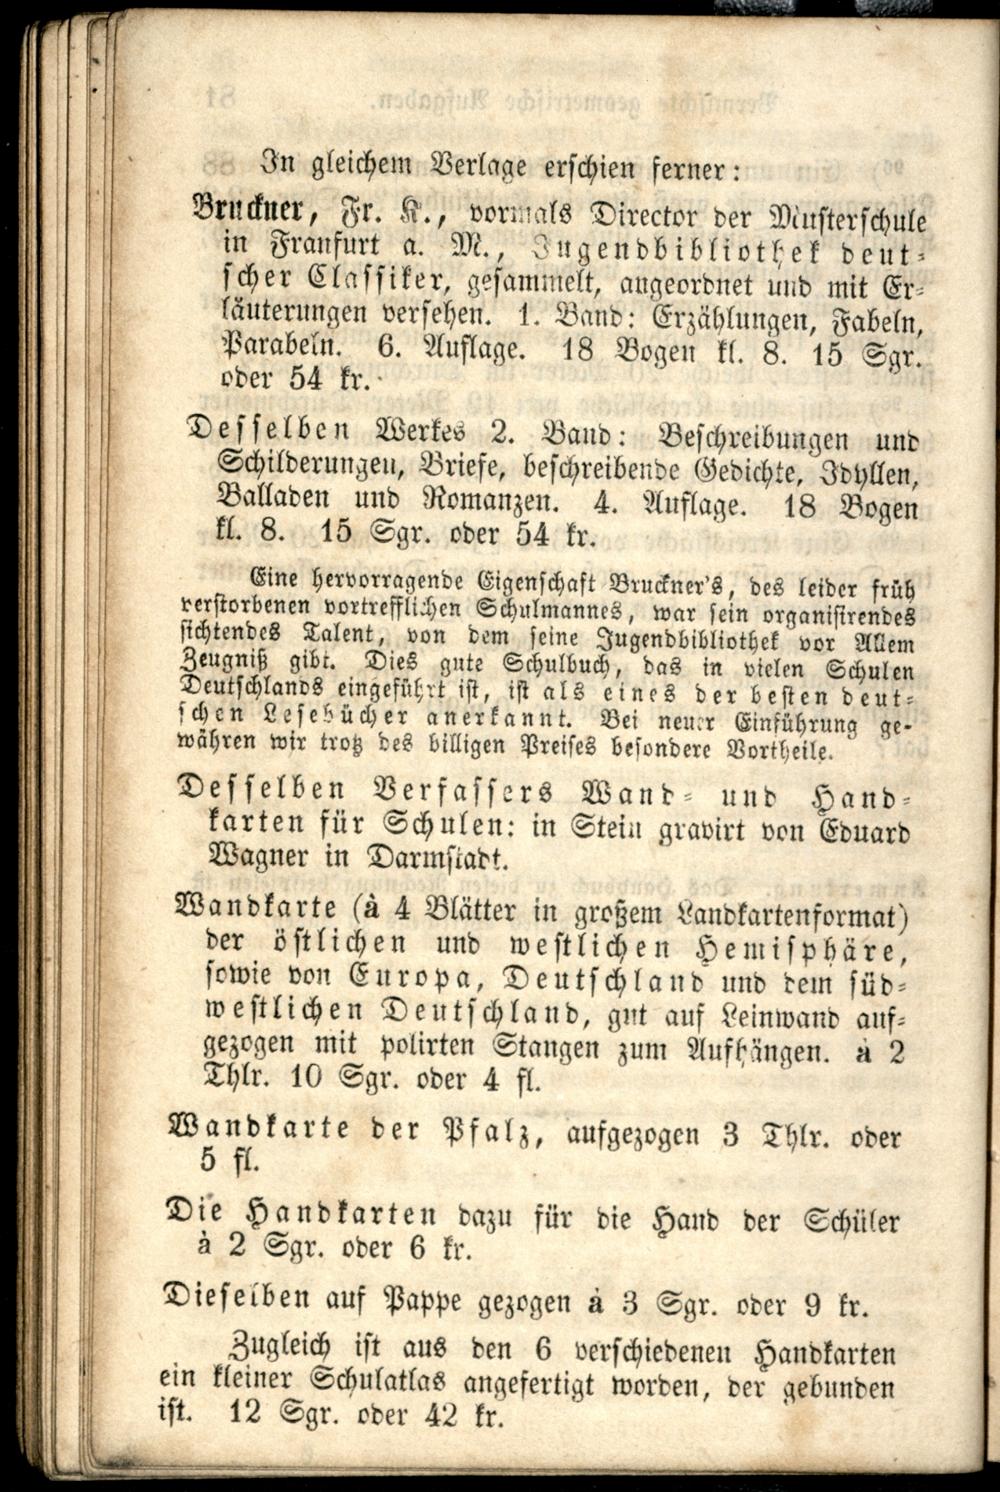 In gleichem Verlage erschien ferner:
Bruckner, Fr. K., vormals Director der Musterschule
in Franfurt a. M., Jugendbibliothek deut-
scher Classiker, gesammelt, angeordnet und mit Er-
läuterungen versehen. 1. Band: Erzählungen, Fabeln,
Parabeln. 6. Auflage. 18 Bogen kl. 8. 15 Sgr.
oder 54 kr.
Desselben Werkes 2. Band: Beschreibungen und
Schilderungen, Briefe, beschreibende Gedichte, Idyllen,
Balladen und Romanzen. 4. Auflage. 18 Bogen
kl. 8. 15 Sgr. oder 54 kr.
Eine hervorragende Eigenschaft Bruckner's, des leider früh
verstorbenen vortrefflichen Schulmannes, war sein organisirendes
sichtendes Talent, von dem seine Jugendbibliothek vor Allem
Zeugniß gibt. Dies gute Schulbuch, das in vielen Schulen
Deutschlands eingeführt ist, ist als eines der besten deut-
schen Lesebücher anerkannt. Bei neuer Einführung ge-
währen wir trotz des billigen Preises besondere Vortheile.
Desselben Verfassers Wand- und Hand-
karten für Schulen: in Stein gravirt von Eduard
Wagner in Darmstadt.
Wandkarte (à 4 Blätter in großem Landkartenformat)
der östlichen und westlichen Hemisphäre,
sowie von Europa, Deutschland und dem süd-
westlichen Deutschland, gut auf Leinwand auf-
gezogen mit polirten Stangen zum Aufhängen. à 2
Thlr. 10 Sgr. oder 4 fl.
Wandkarte der Pfalz, aufgezogen 3 Thlr. oder
5 fl.
Die Handkarten dazu für die Hand der Schüler
à 2 Sgr. oder 6 kr.
Dieselben auf Pappe gezogen à 3 Sgr. oder 9 kr.
Zugleich ist aus den 6 verschiedenen Handkarten
ein kleiner Schulatlas angefertigt worden, der gebunden
ist. 12 Sgr. oder 42 kr.